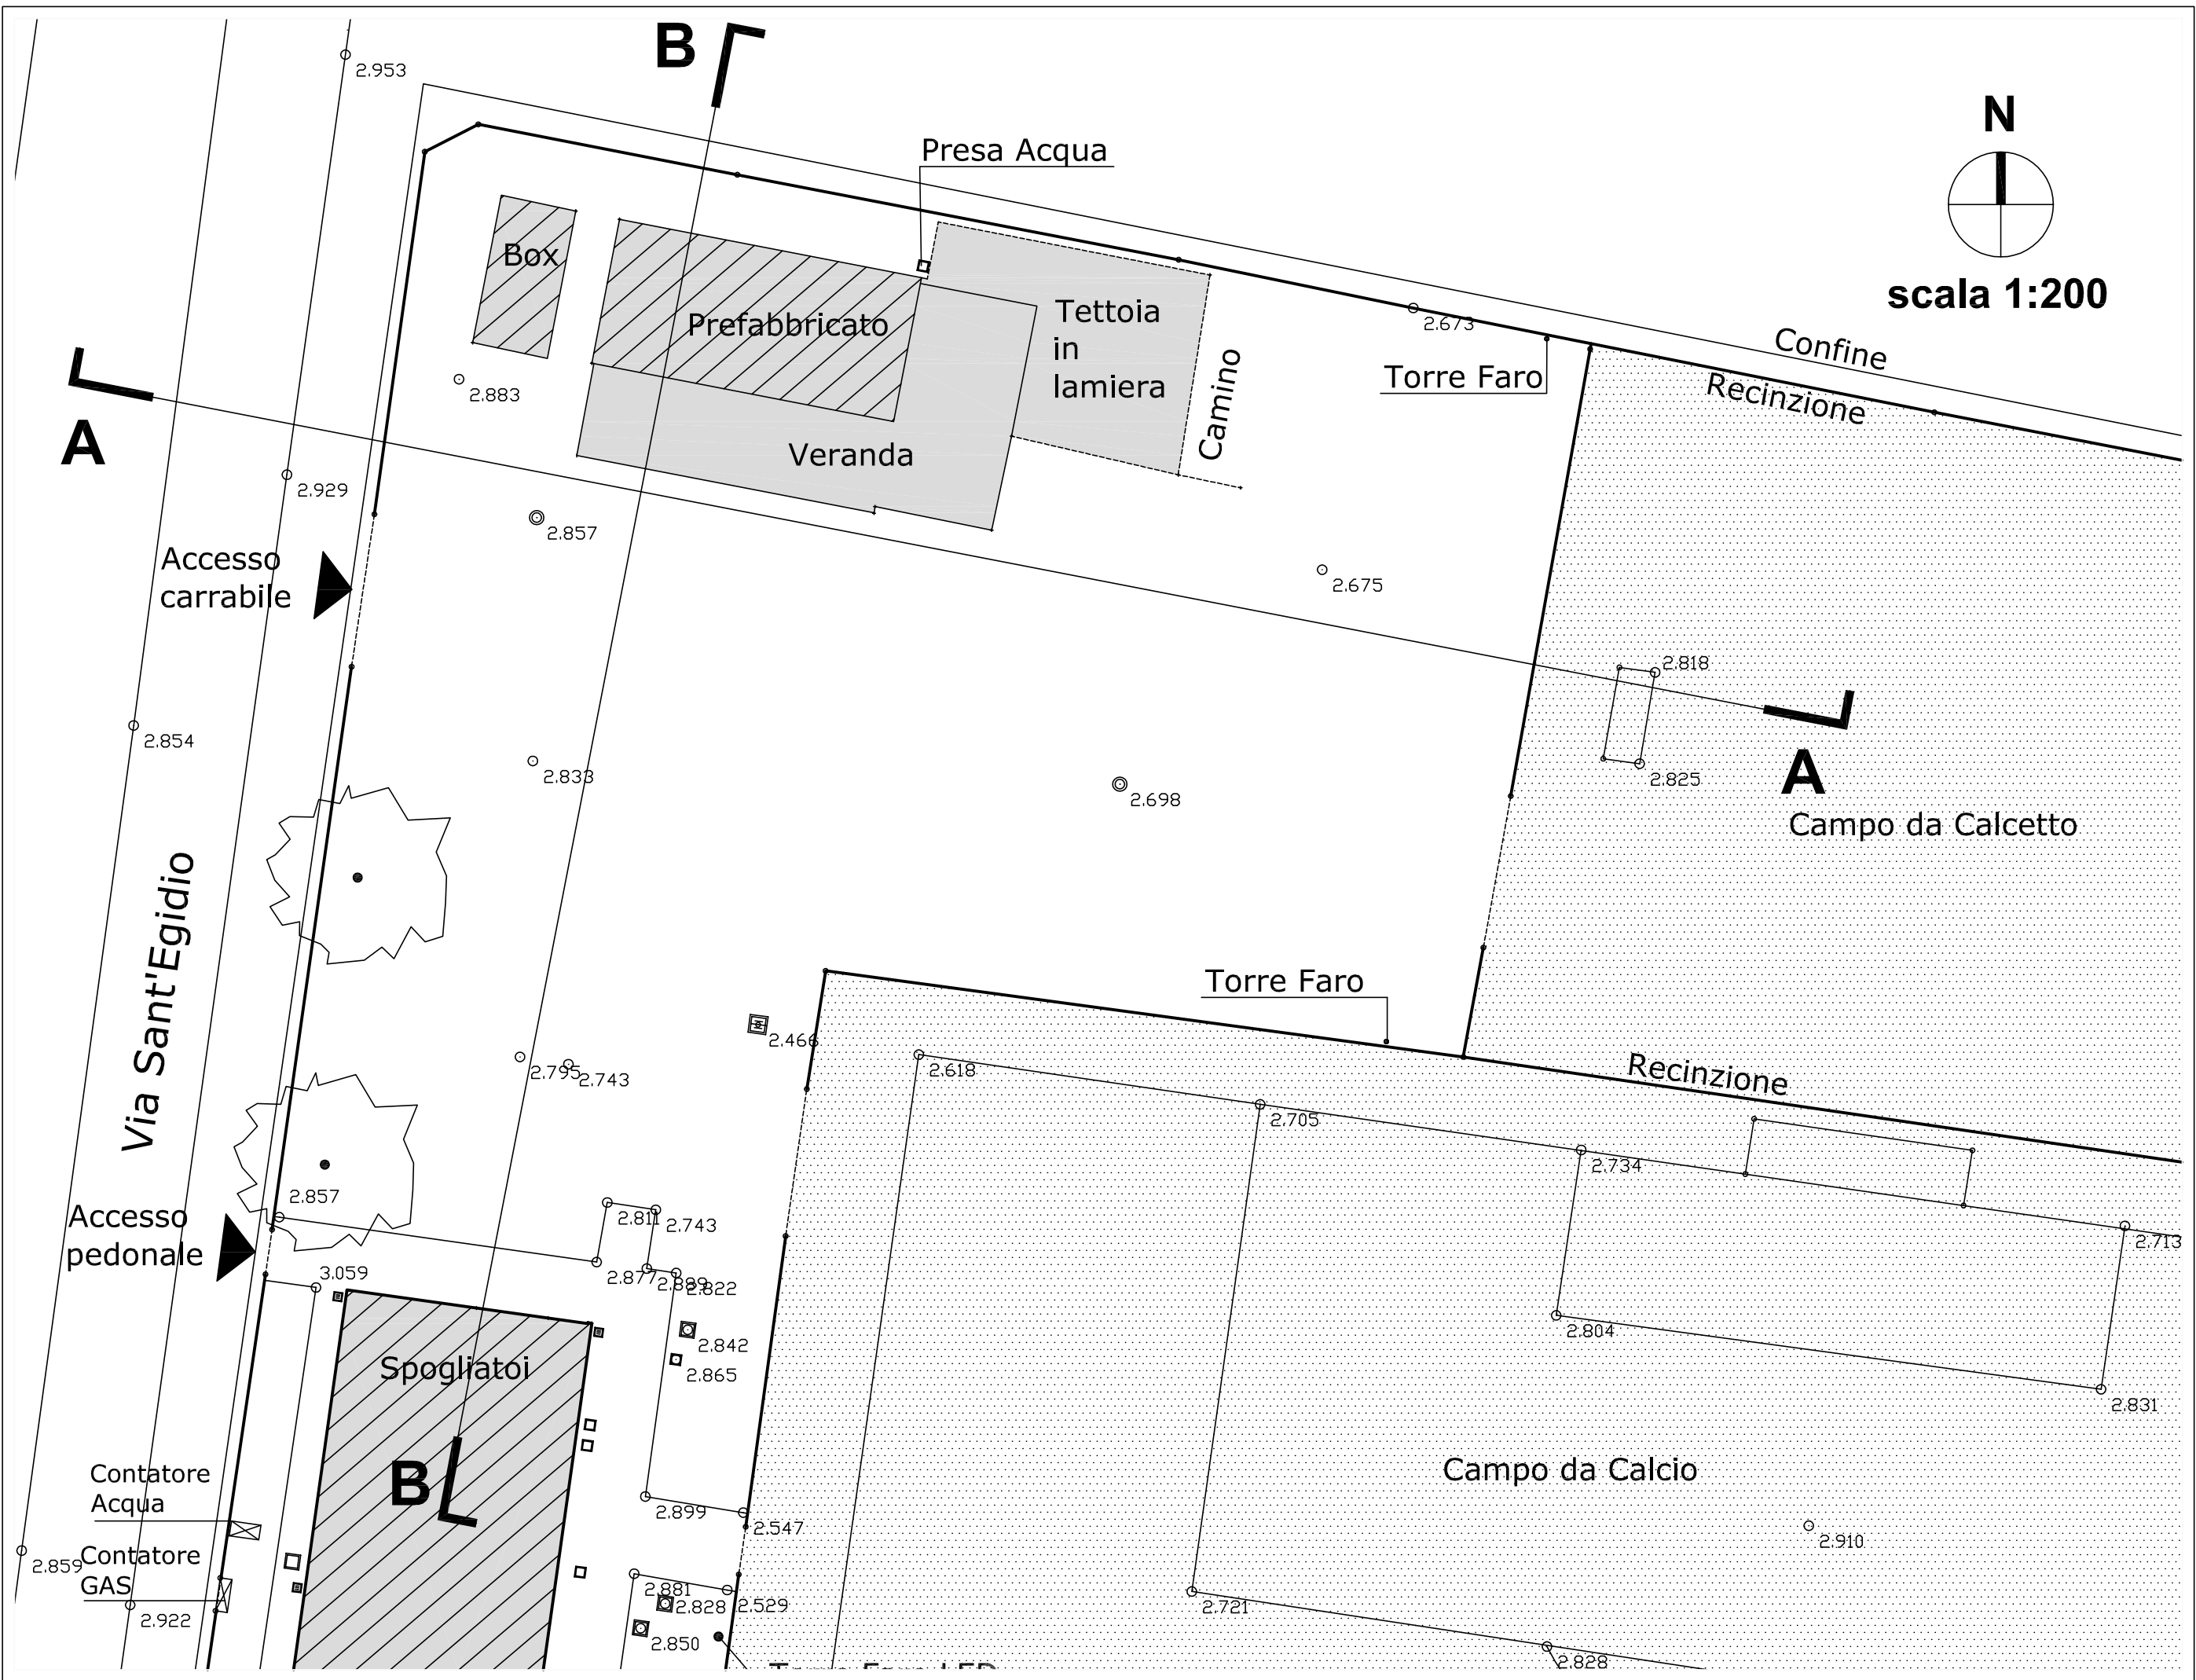 B
2.953
Presa Acqua
N
scala 1:200
Box
Prefabbricato
Tettoia
in
lamiera
Camino
2.673
Torre Faro
Confine
Recinzione
A
2.883
Veranda
2.929
2.857
Accesso
carrabile
2.675
2.818
2.825
A
2.854
2.833
2.698
Campo da Calcetto
Via Sant'Egidio
Torre Faro
2.466
2.795
2.743
2.618
Recinzione
2.705
2.734
2.857
Accesso
pedonale
2.811
2.743
2.713
2.877
2.822
3.059
2.842
2.865
2.804
Spogliatoi
2.831
Contatore
Acqua
B
Campo da Calcio
2.899
2.547
2.910
2.859
Contatore
GAS
2.922
2.881
2.828
2.529
2.721
2.850
2.828